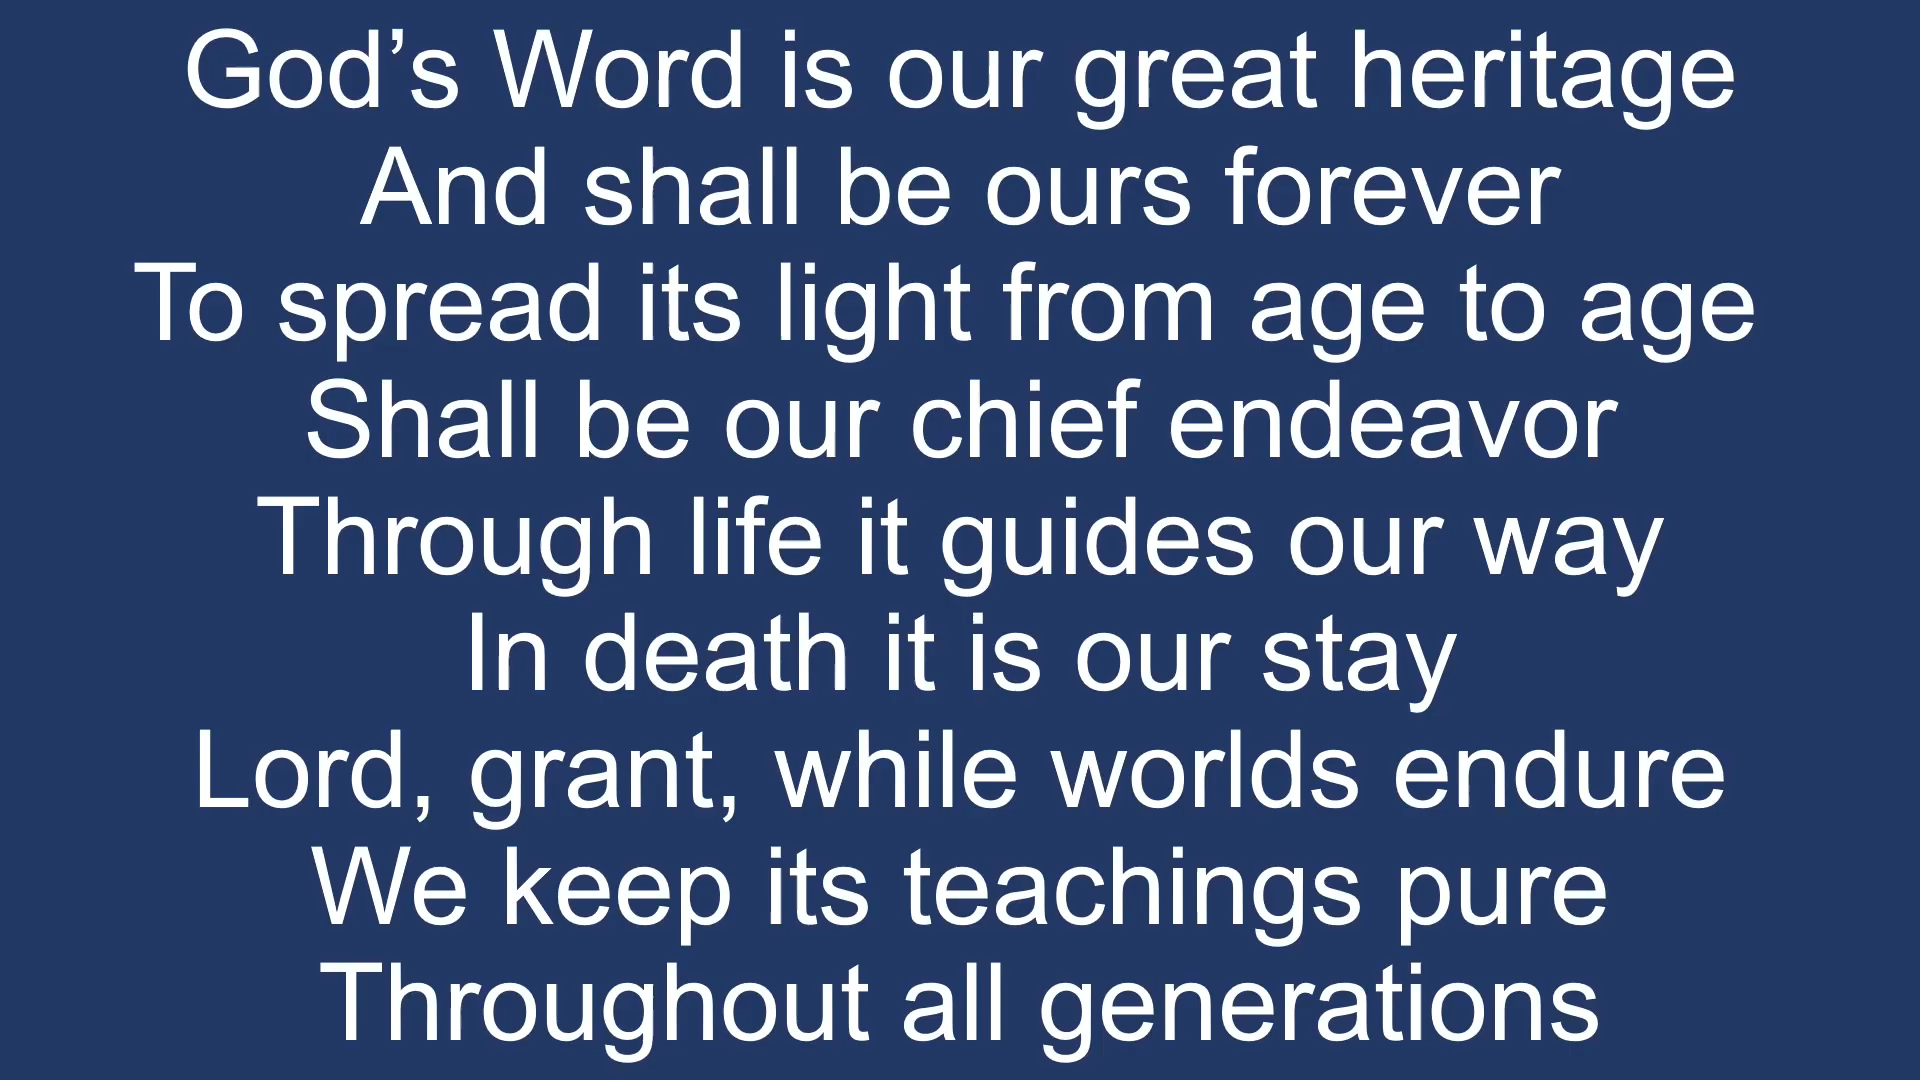 God’s Word is our great heritage
And shall be ours forever
To spread its light from age to age
Shall be our chief endeavor
Through life it guides our way
In death it is our stay
Lord, grant, while worlds endure
We keep its teachings pure
Throughout all generations